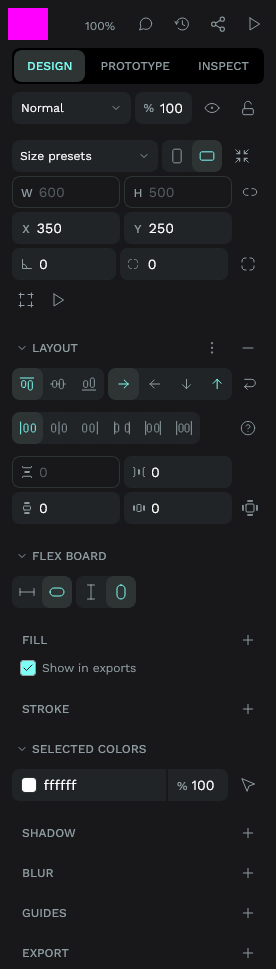 100%
DESIGN PROTOTYPE INSPECT
Normal % 100
Size presets
W 600 H 500
X 350 Y 250
0 0
LAYOUT
0 0
0 0
FLEX BOARD
FILL
Show in exports
STROKE
SELECTED COLORS
ffffff % 100
SHADOW
BLUR
GUIDES
EXPORT